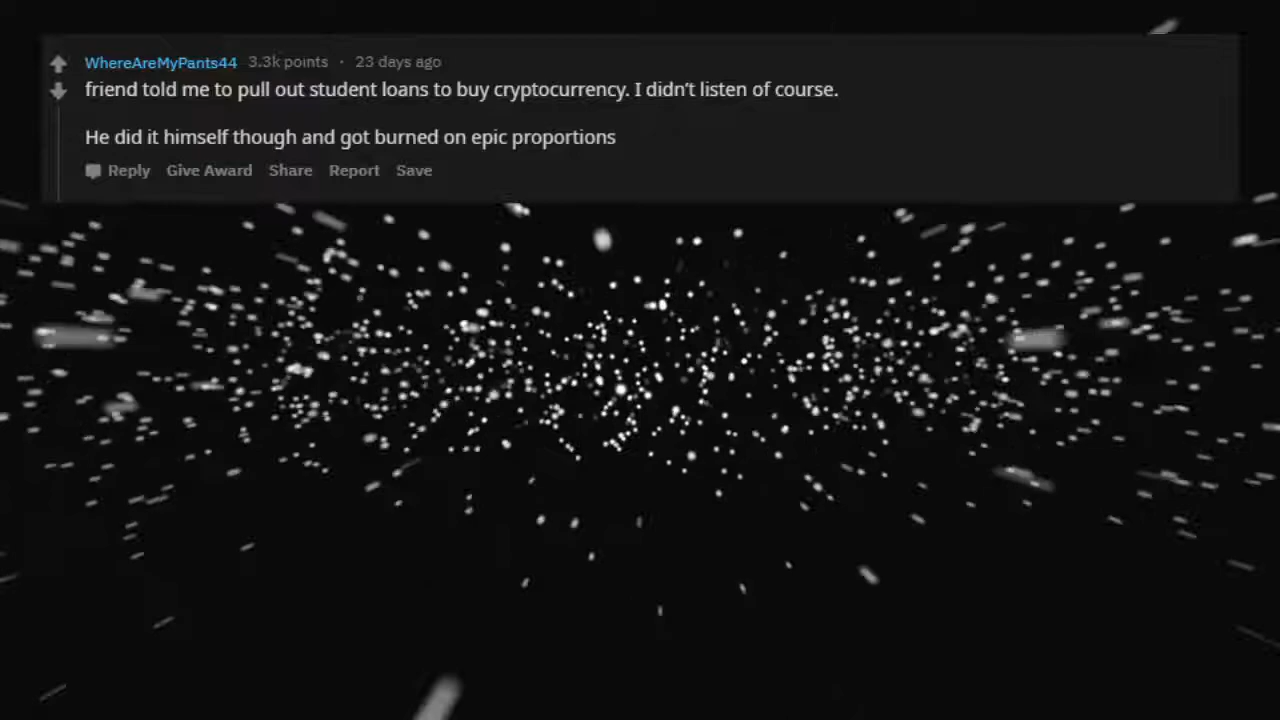 WhereAreMyPants44 3.3k points · 23 days ago
friend told me to pull out student loans to buy cryptocurrency. I didn’t listen of course.
He did it himself though and got burned on epic proportions
Reply Give Award Share Report Save